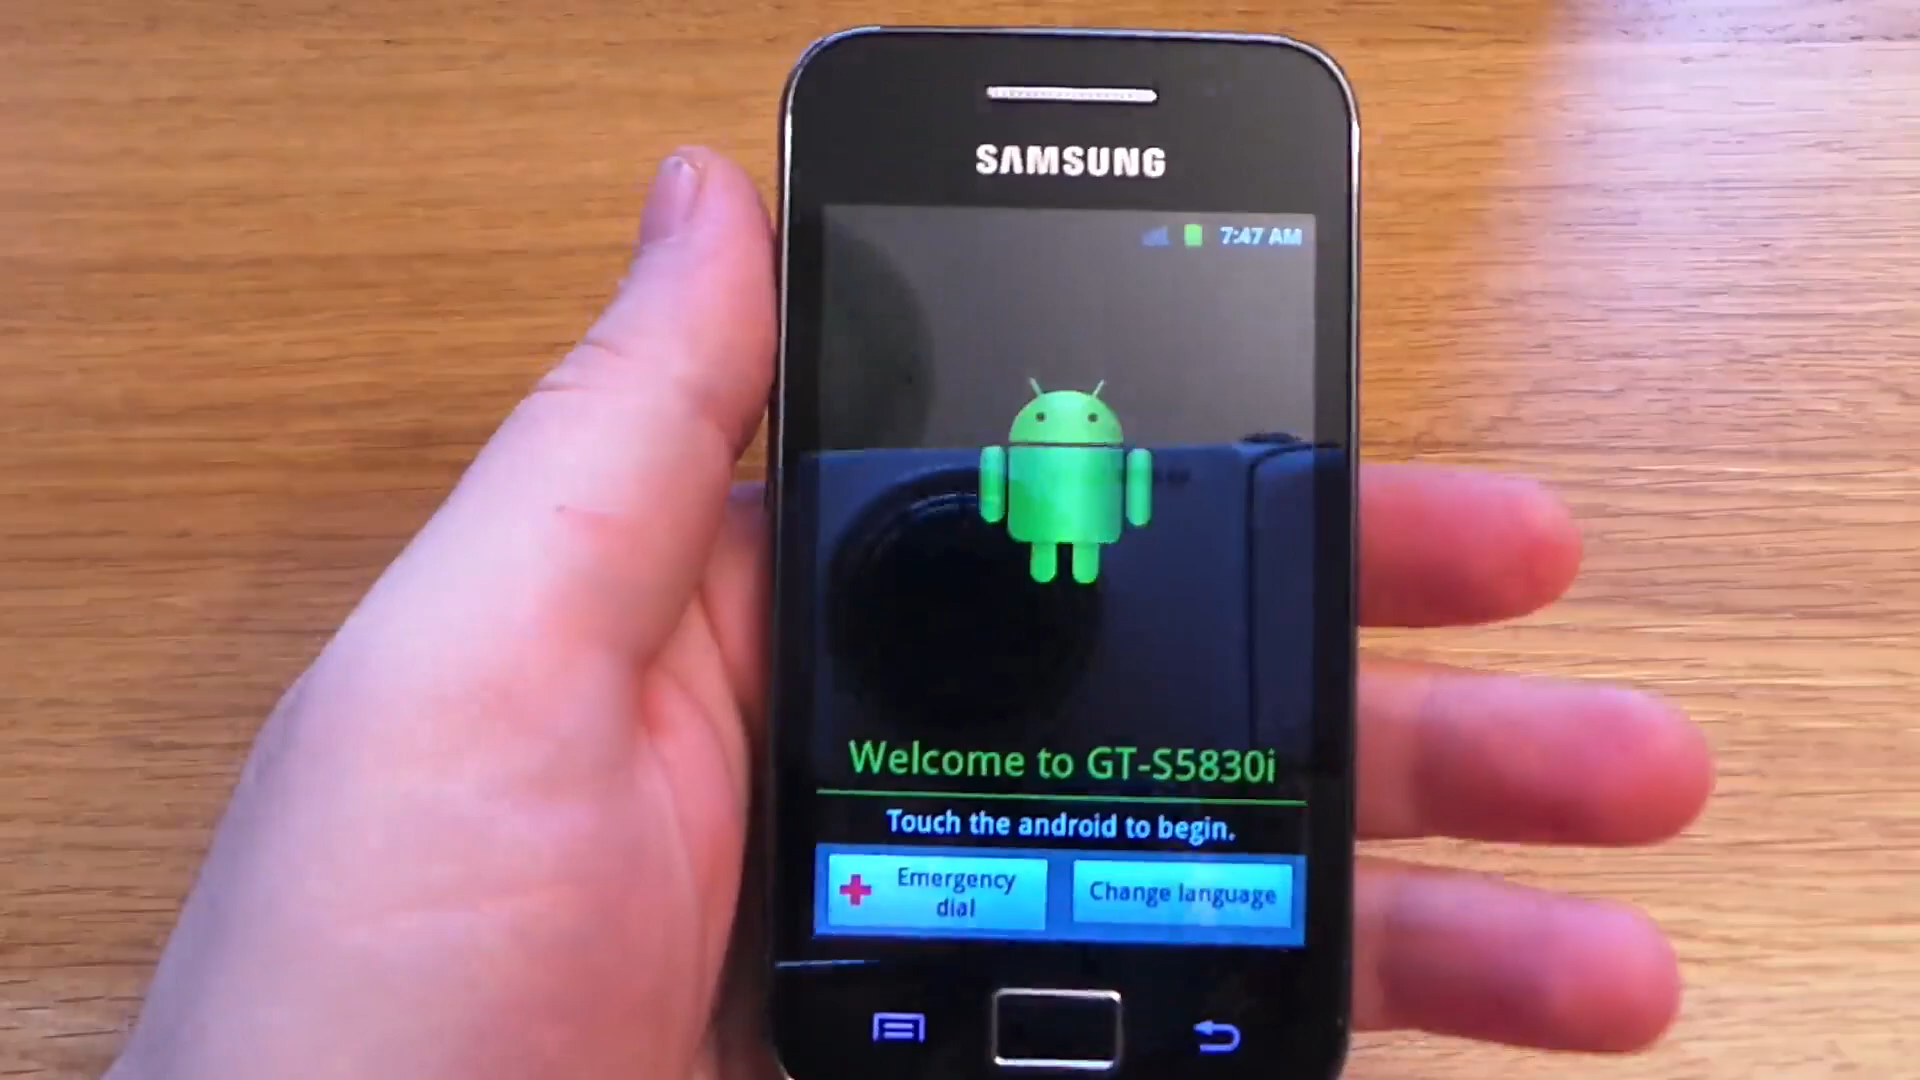 SAMSUNG
7:47 AM
Welcome to GT-S5830i
Touch the android to begin.
Emergency
dial
Change language